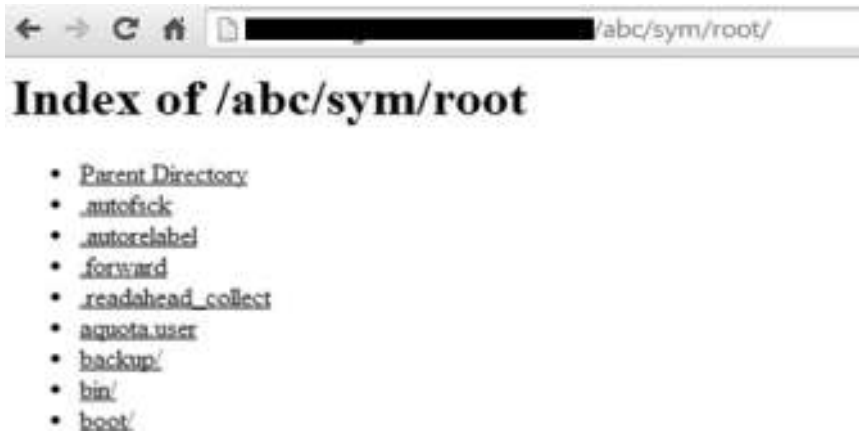 /abc/sym/root/
Index of /abc/sym/root
Parent Directory
.autofsck
.autorelabel
.forward
.readahead_collect
aquota.user
backup/
bin/
boot/